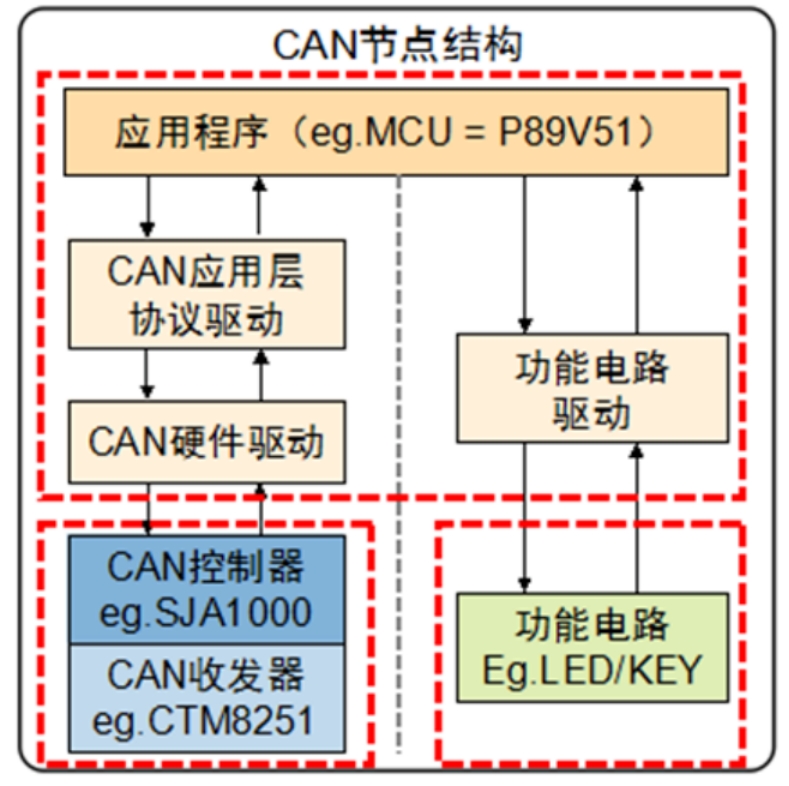 CAN节点结构
应用程序（eg.MCU = P89V51）
CAN应用层
协议驱动
CAN硬件驱动
功能电路
驱动
CAN控制器
eg.SJA1000
CAN收发器
eg.CTM8251
功能电路
Eg.LED/KEY